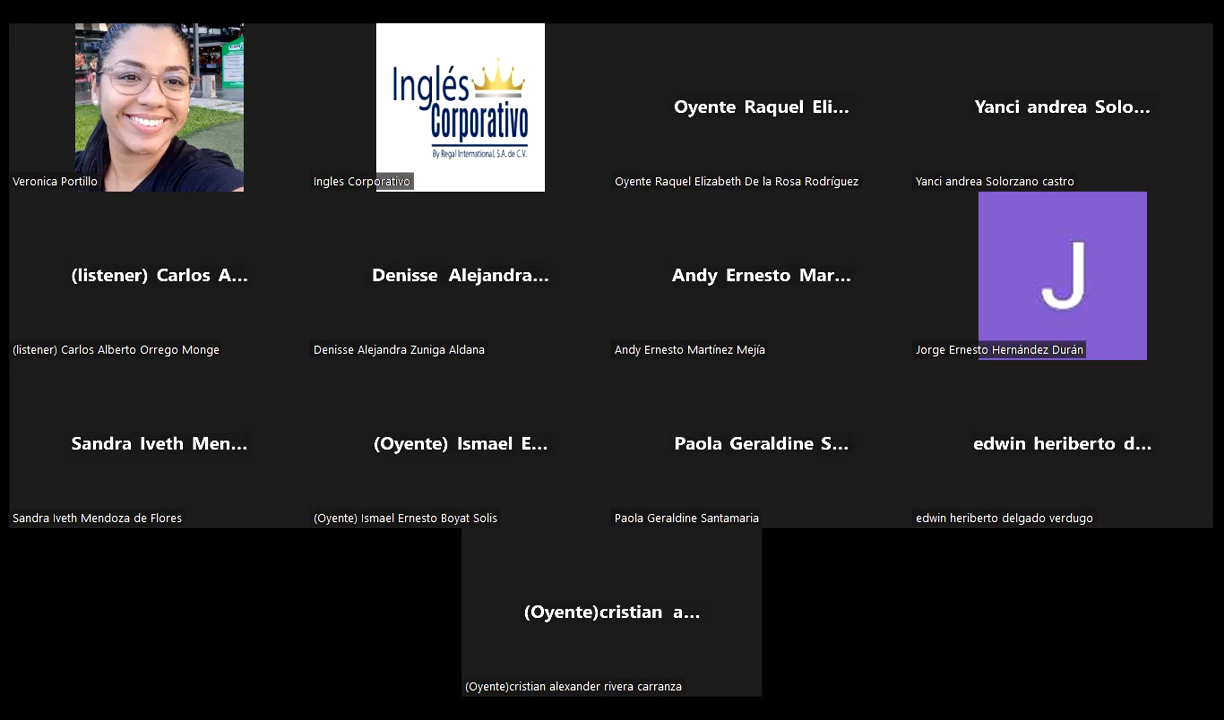 Veronica Portillo
Inglés
Corporativo
By Regal International, S.A. de C.V.
Ingles Corporativo
Oyente Raquel Eli...
Oyente Raquel Elizabeth De la Rosa Rodríguez
Yanci andrea Solo...
Yanci andrea Solorzano castro
(listener) Carlos A...
(listener) Carlos Alberto Orrego Monge
Denisse Alejandra...
Denisse Alejandra Zuniga Aldana
Andy Ernesto Mar...
Andy Ernesto Martínez Mejía
J
Jorge Ernesto Hernández Durán
Sandra Iveth Men...
Sandra Iveth Mendoza de Flores
(Oyente) Ismael E...
(Oyente) Ismael Ernesto Boyat Solis
Paola Geraldine S...
Paola Geraldine Santamaria
edwin heriberto d...
edwin heriberto delgado verdugo
(Oyente)cristian a...
(Oyente)cristian alexander rivera carranza